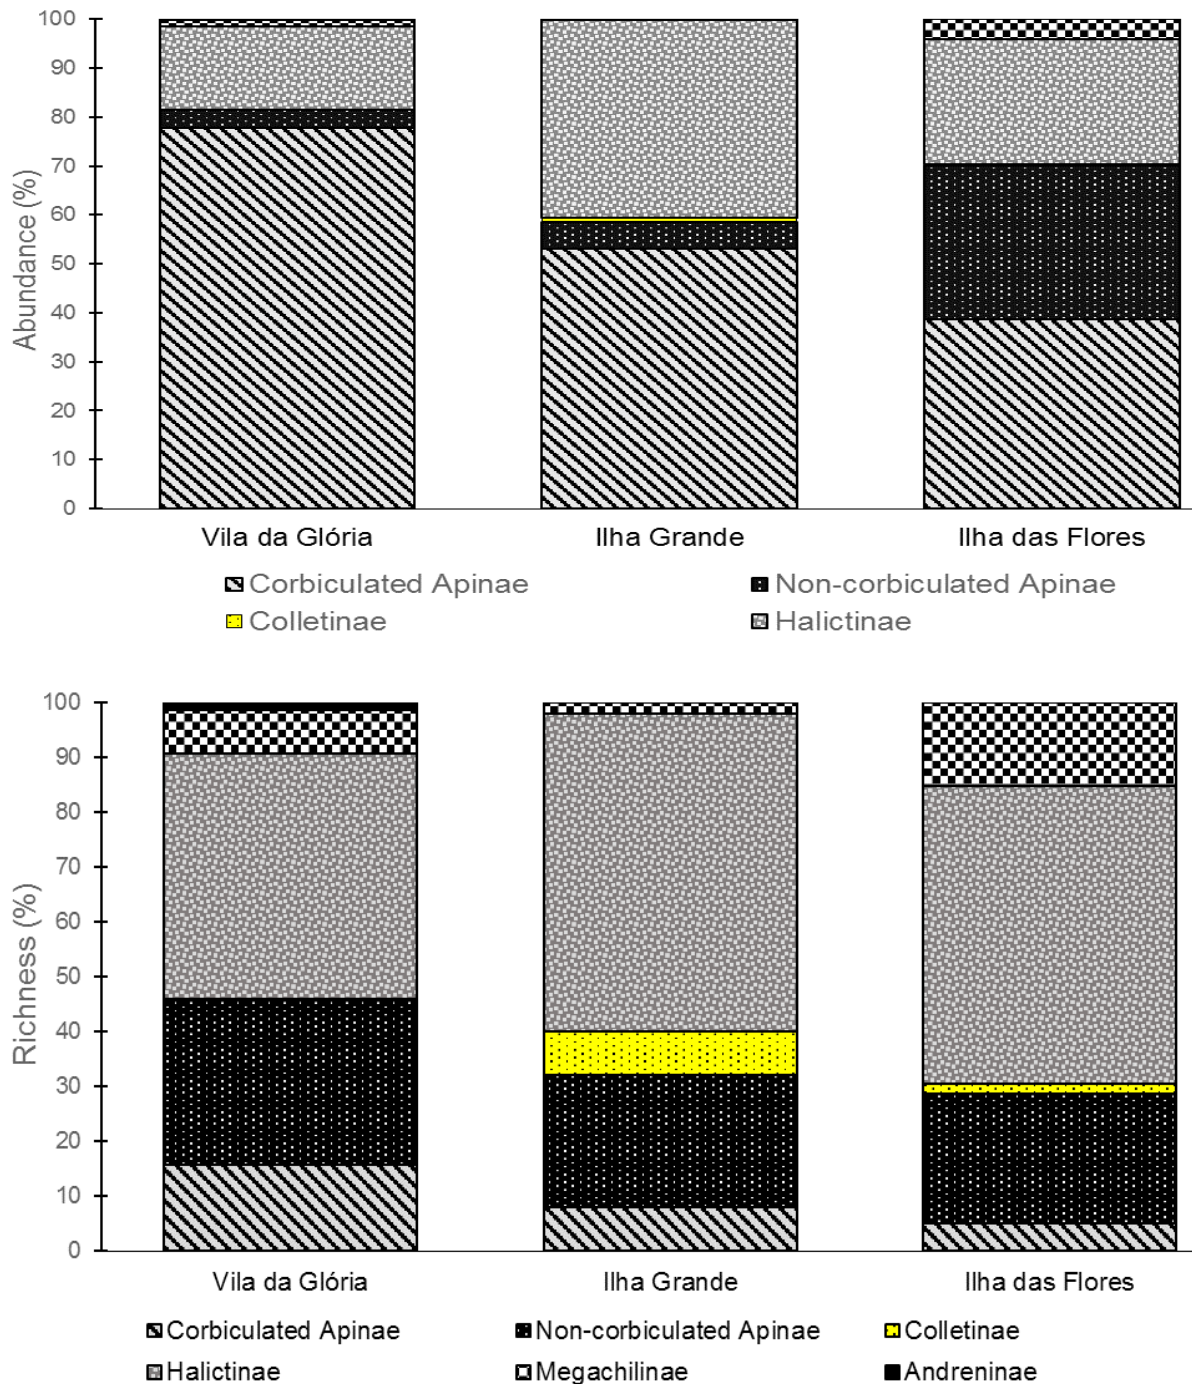 100
90
80
70
60
50
40
30
20
10
0
Abundance (%)
Vila da Glória Ilha Grande Ilha das Flores
Corbiculated Apinae Non-corbiculated Apinae
Colletinae Halictinae
100
90
80
70
60
50
40
30
20
10
0
Richness (%)
Vila da Glória Ilha Grande Ilha das Flores
Corbiculated Apinae Non-corbiculated Apinae Colletinae
Halictinae Megachilinae Andreninae